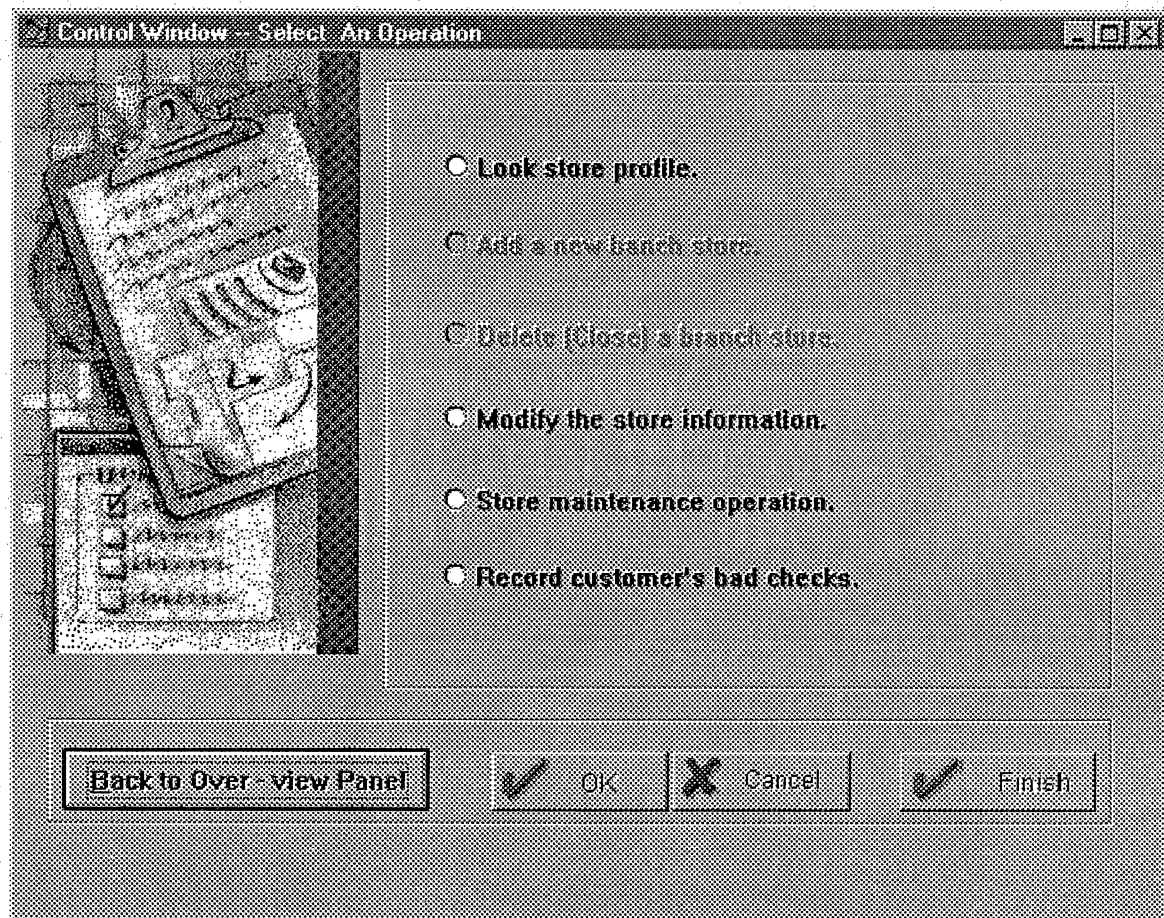 Control Window -- Select An Operation
Look store profile.
Add a new banch store.
Delete (Close) a branch store.
Modify the store information.
Store maintenance operation.
Record customer's bad checks.
Back to Over - view Panel
OK
Cancel
Finish